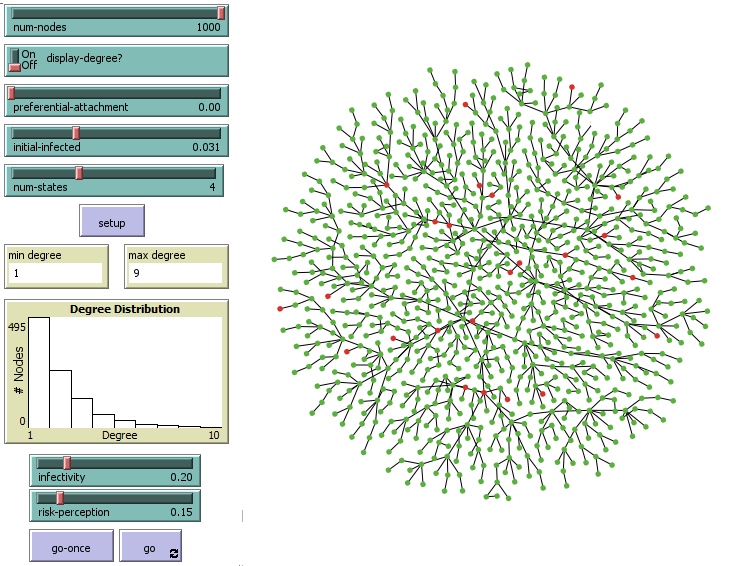 num-nodes 1000
On
Off
display-degree?
preferential-attachment 0.00
initial-infected 0.031
num-states 4
setup
min degree
1
max degree
9
Degree Distribution
495
# Nodes
0
1 Degree 10
infectivity 0.20
risk-perception 0.15
go-once
go